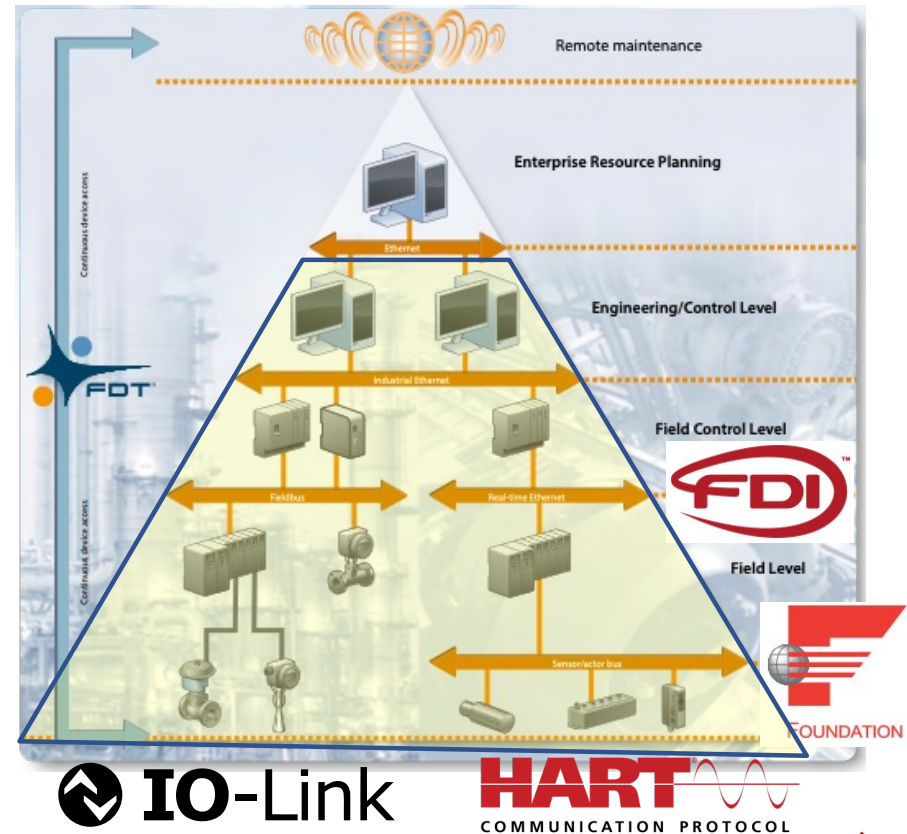 Remote maintenance
Enterprise Resource Planning
Continuous device access
Ethernet
Engineering/Control Level
FDT
Industrial Ethernet
Field Control Level
FDI™
Fieldbus
Real-time Ethernet
Continuous device access
Field Level
Sensor/actor bus
FOUNDATION
IO-Link
HART®
COMMUNICATION PROTOCOL